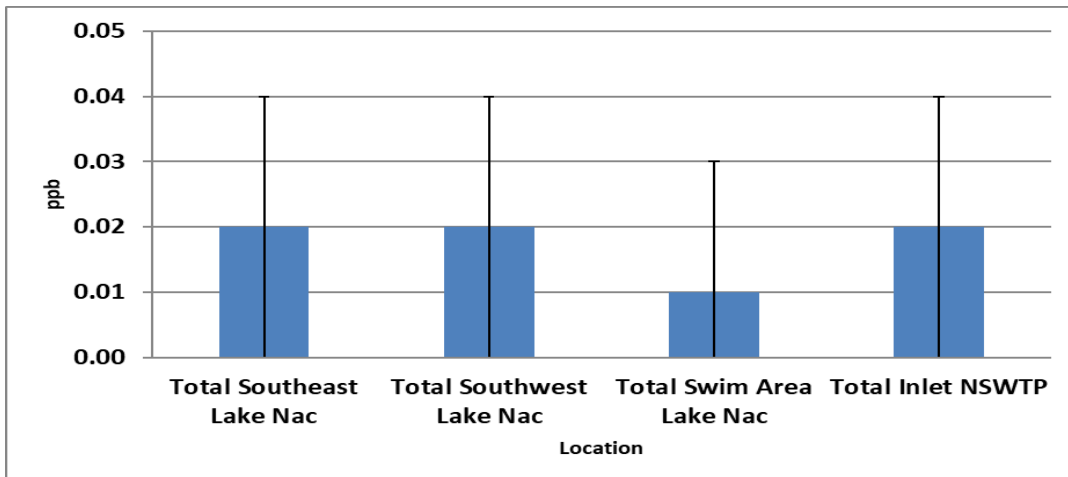 0.05
0.04
0.03
0.02
0.01
0.00
ppb
Total Southeast
Lake Nac
Total Southwest
Lake Nac
Total Swim Area
Lake Nac
Total Inlet NSWTP
Location